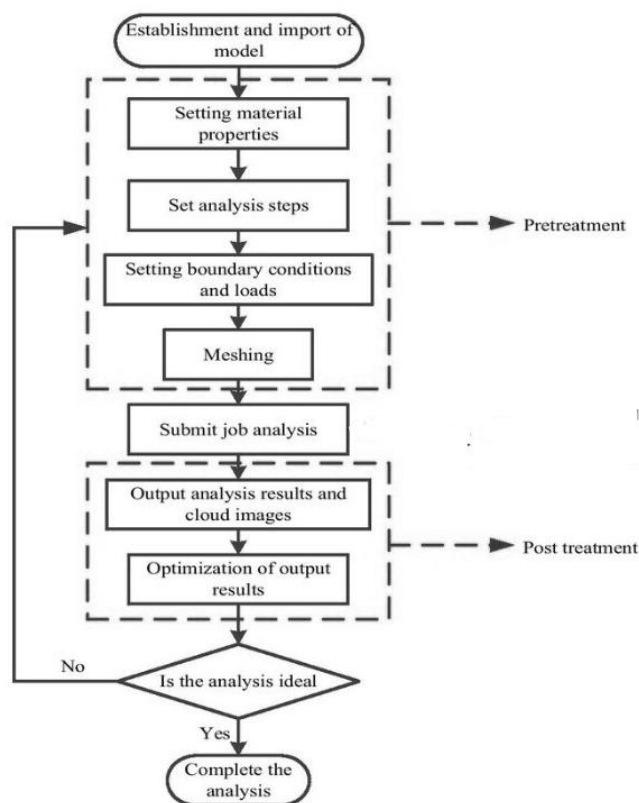 Establishment and import of
model
Setting material
properties
Set analysis steps
Pretreatment
Setting boundary conditions
and loads
Meshing
Submit job analysis
Output analysis results and
cloud images
Post treatment
Optimization of output
results
No
Is the analysis ideal
Yes
Complete the
analysis